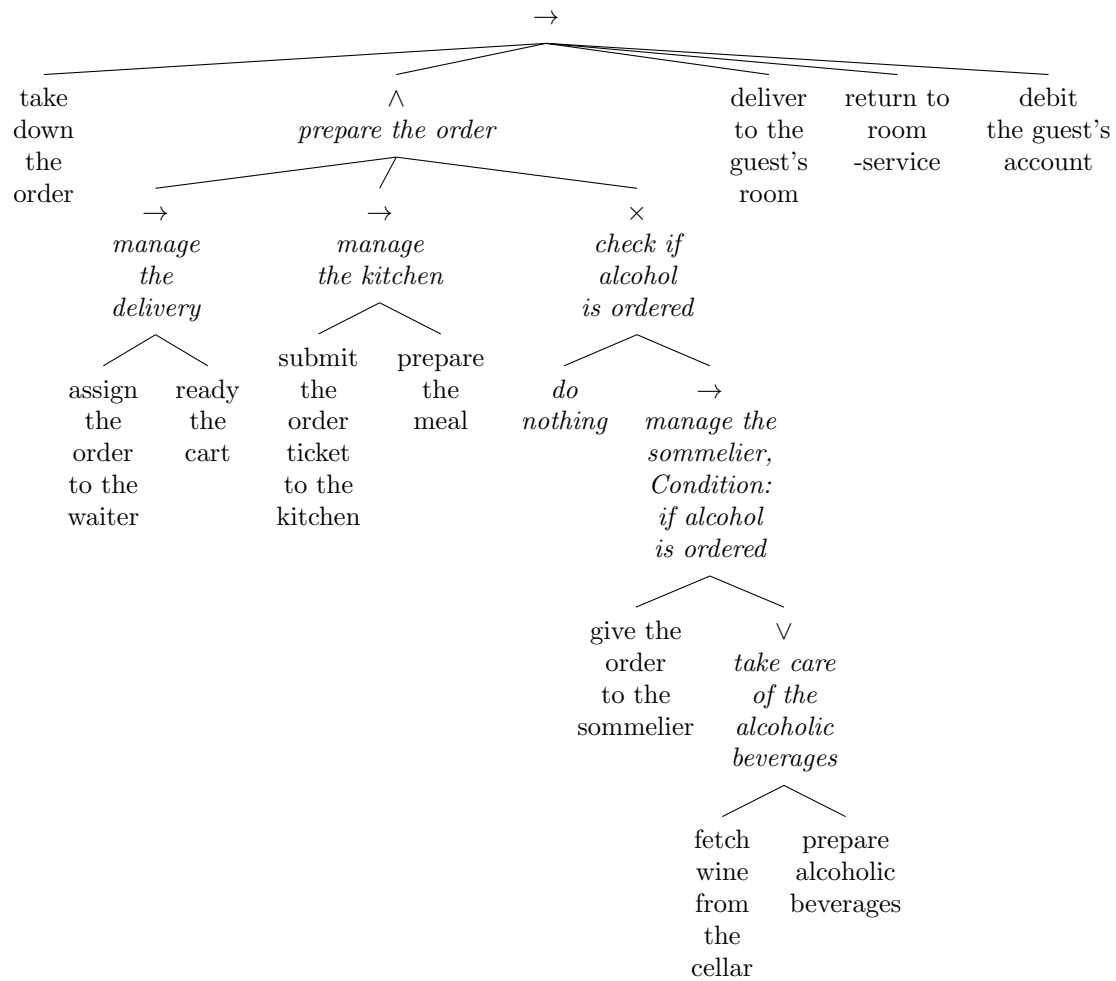 →
take
down
the
order
∧
prepare the order
deliver
to the
guest's
room
return to
room
-service
debit
the guest's
account
→
manage
the
delivery
→
manage
the kitchen
×
check if
alcohol
is ordered
assign
the
order
to the
waiter
ready
the
cart
submit
the
order
ticket
to the
kitchen
prepare
the
meal
do
nothing
→
manage the
sommelier,
Condition:
if alcohol
is ordered
give the
order
to the
sommelier
∨
take care
of the
alcoholic
beverages
fetch
wine
from
the
cellar
prepare
alcoholic
beverages